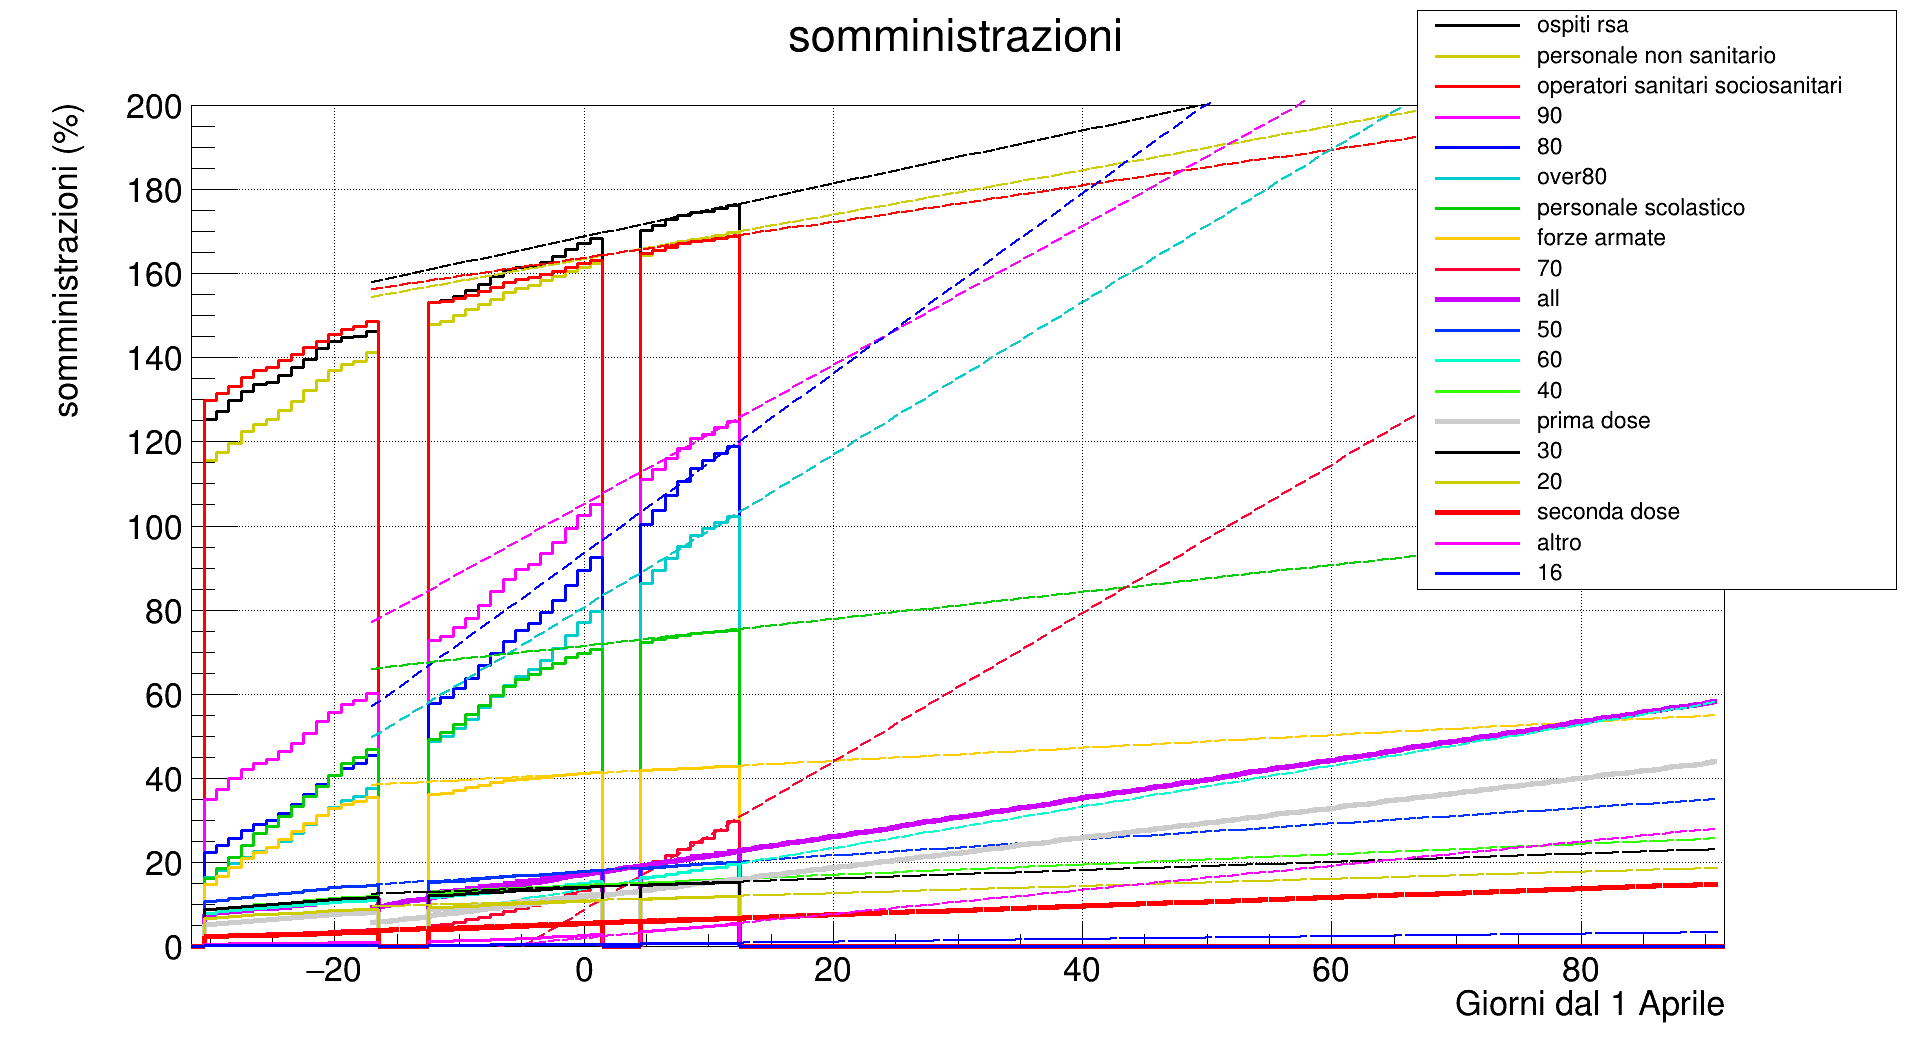 somministrazioni
somministrazioni (%)
200
180
160
140
120
100
80
60
40
20
0
−20
0
20
40
60
80
Giorni dal 1 Aprile
ospiti rsa
personale non sanitario
operatori sanitari sociosanitari
90
80
over80
personale scolastico
forze armate
70
all
50
60
40
prima dose
30
20
seconda dose
altro
16